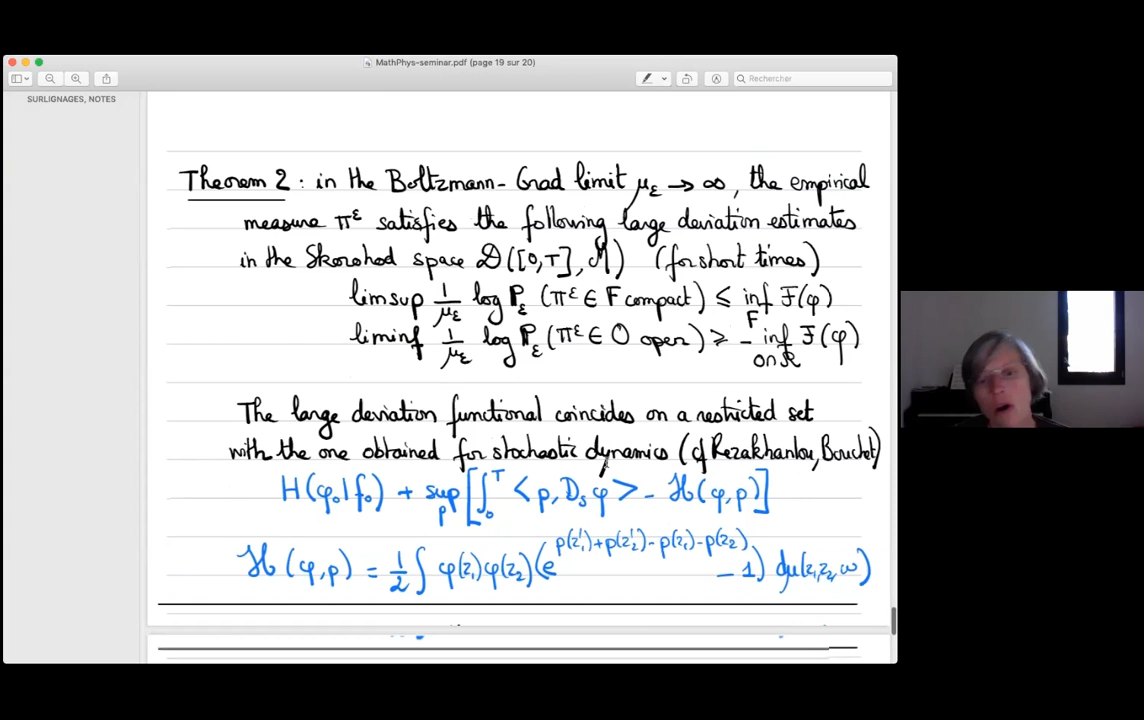 MathPhys-seminar.pdf (page 19 sur 20)
Rechercher
SURLIGNAGES, NOTES
Theorem 2 : in the Boltzmann-Grad limit με → ∞, the empirical
measure πε satisfies the following large deviation estimates
in the Skorohod space D([0,T], M) (for short times)
limsup 1/με log Pε (πε ∈ F compact) ≤ inf F F(φ)
liminf 1/με log Pε (πε ∈ O open) ≥ - inf O∩R F(φ)
The large deviation functional coincides on a restricted set
with the one obtained for stochastic dynamics (cf Rezakhanlou, Bouchet)
H(φ0|f0) + sup p [∫0T <p, Ds φ> - H(φ,p)]
H(φ,p) = 1/2 ∫ φ(z1) φ(z2) (e p(z'1)+p(z'2)-p(z1)-p(z2) - 1) dμ(z1,z2,ω)